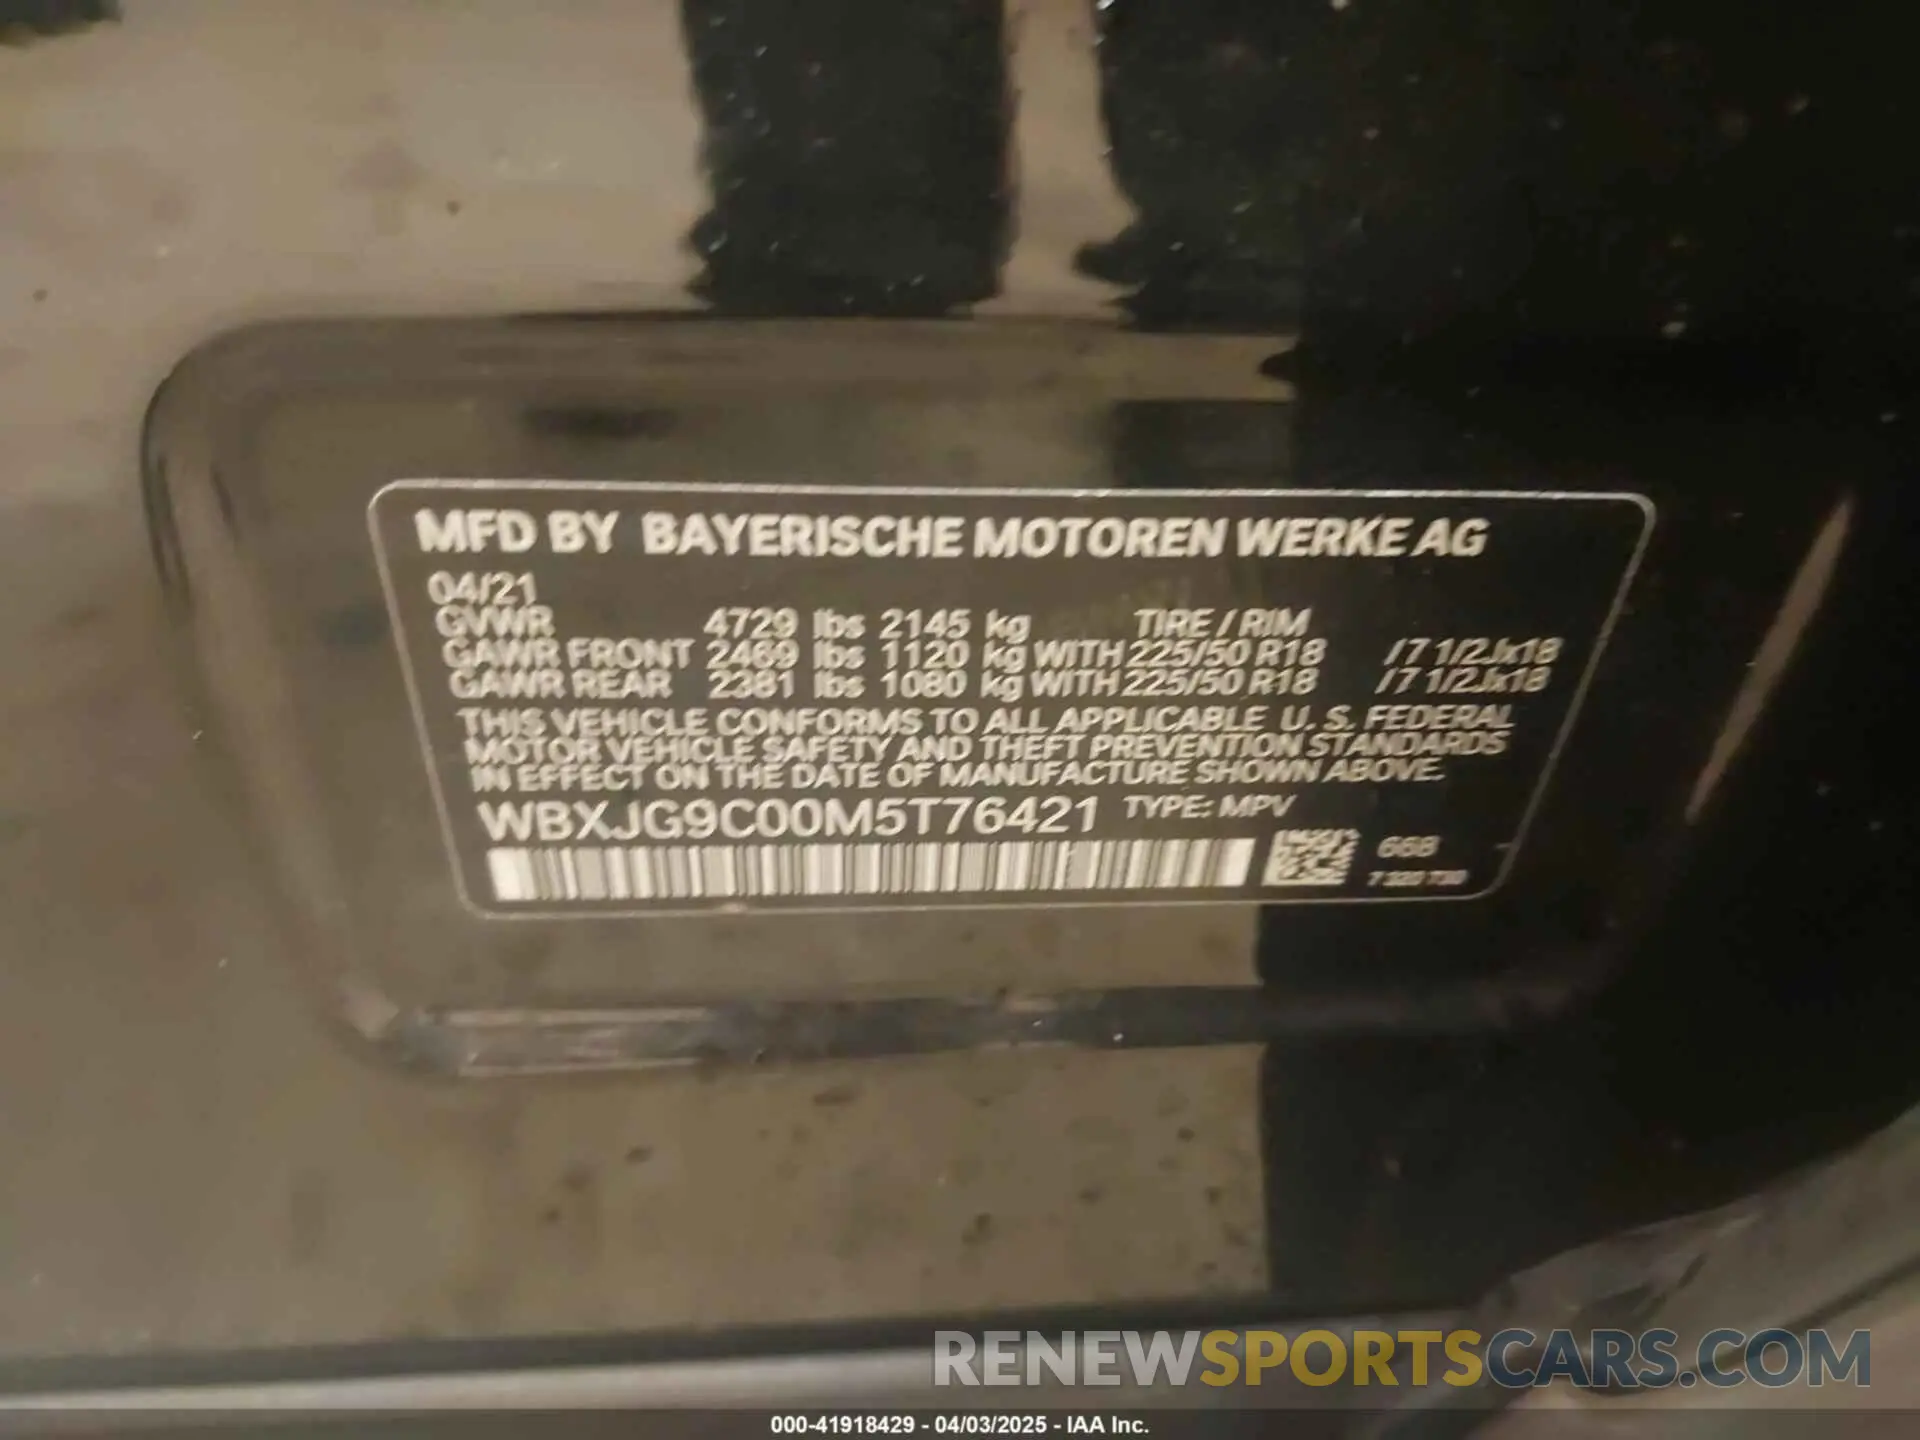 MFD BY BAYERISCHE MOTOREN WERKE AG
04/21
GVWR 4729 lbs 2145 kg TIRE / RIM
GAWR FRONT 2469 lbs 1120 kg WITH 225/50 R18 / 7 1/2Jx18
GAWR REAR 2381 lbs 1080 kg WITH 225/50 R18 / 7 1/2Jx18
THIS VEHICLE CONFORMS TO ALL APPLICABLE U. S. FEDERAL
MOTOR VEHICLE SAFETY AND THEFT PREVENTION STANDARDS
IN EFFECT ON THE DATE OF MANUFACTURE SHOWN ABOVE.
WBXJG9C00M5T76421 TYPE: MPV
668
RENEWSPORTSCARS.COM
000-41918429 - 04/03/2025 - IAA Inc.